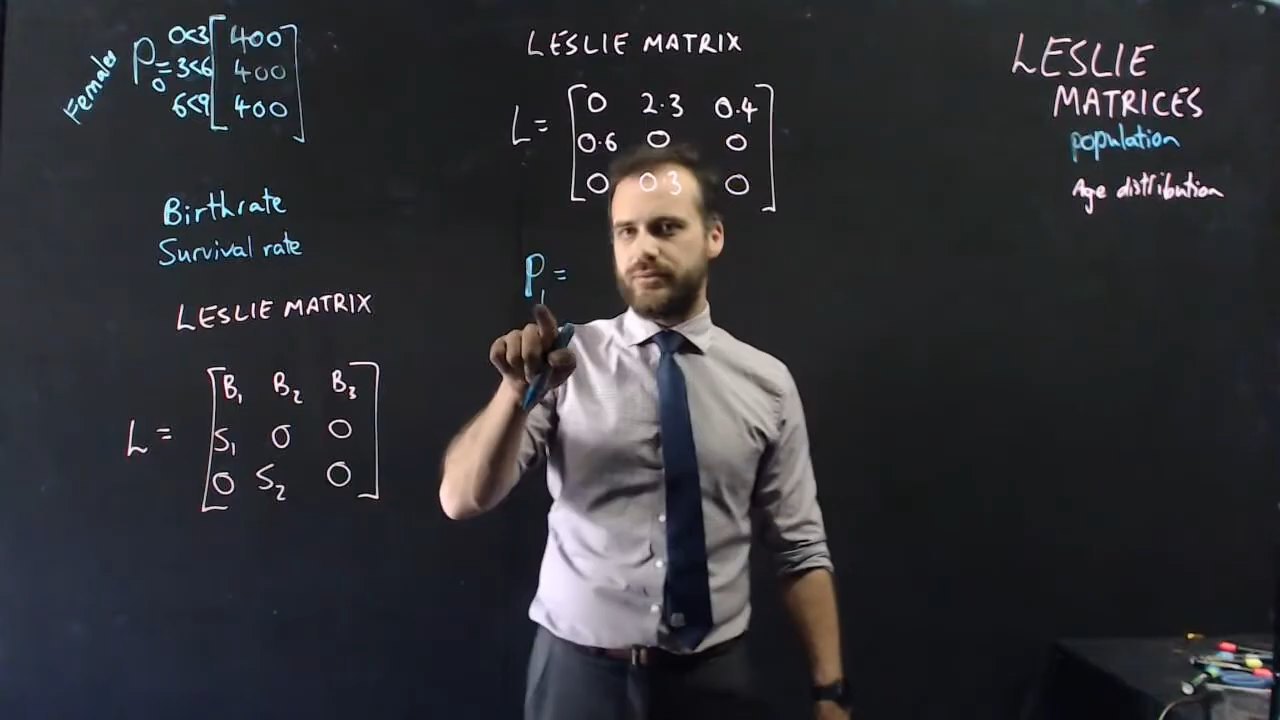 Females
P₀ = 0<3 [400]
3<6 [400]
6<9 [400]
Birthrate
Survival rate
LESLIE MATRIX
L = [B₁ B₂ B₃]
[S₁ 0 0]
[0 S₂ 0]
LESLIE MATRIX
L = [0 2.3 0.4]
[0.6 0 0]
[0 0.3 0]
P₁ =
LESLIE
MATRICES
population
Age distribution